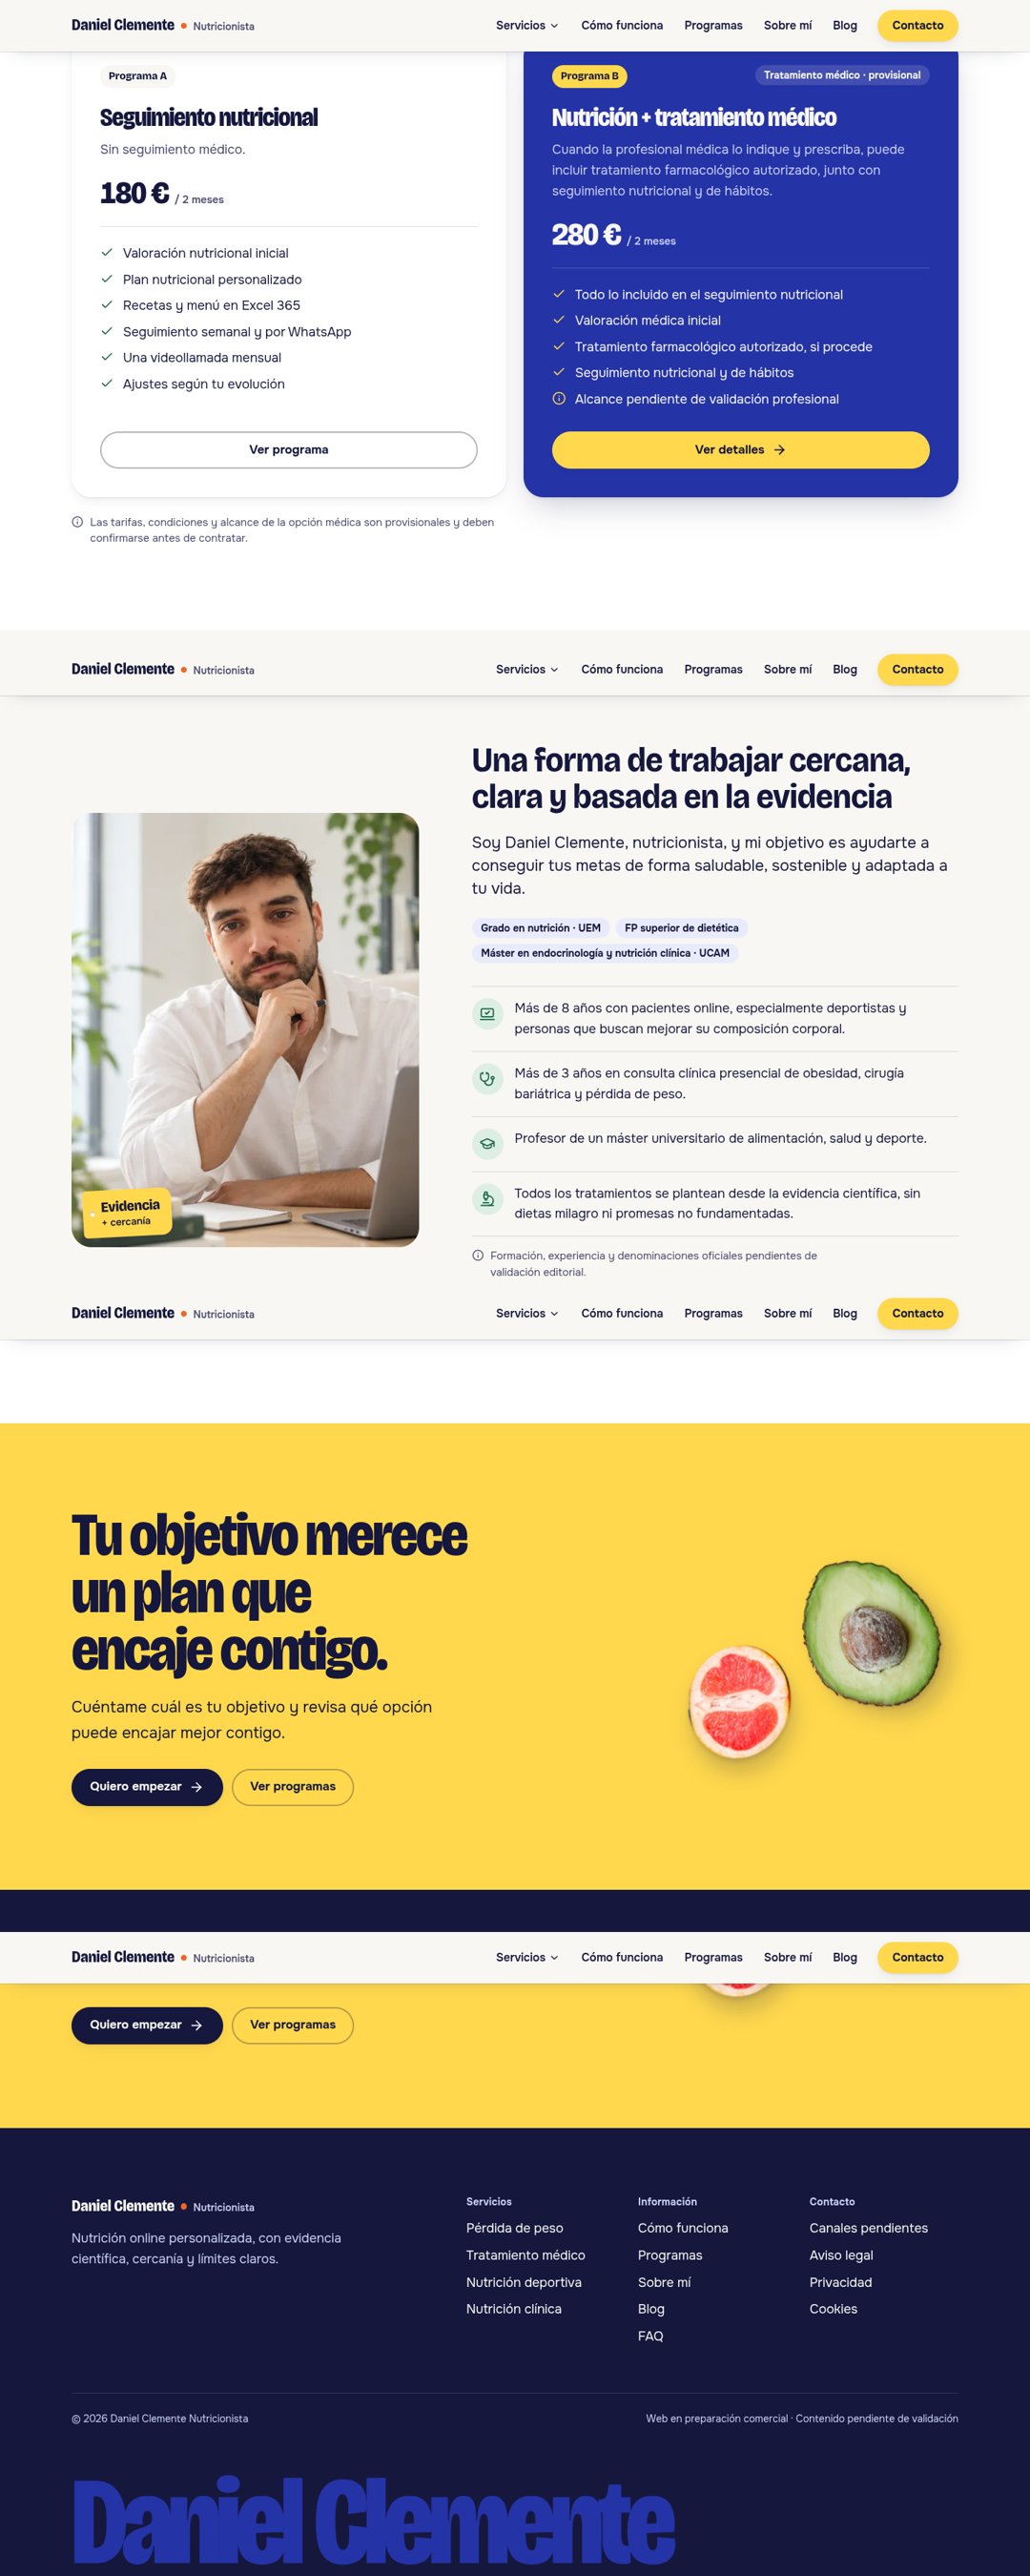 Daniel Clemente • Nutricionista
Servicios Cómo funciona Programas Sobre mí Blog Contacto
Programa A
Seguimiento nutricional
Sin seguimiento médico.
180 € / 2 meses
Valoración nutricional inicial
Plan nutricional personalizado
Recetas y menú en Excel 365
Seguimiento semanal y por WhatsApp
Una videollamada mensual
Ajustes según tu evolución
Ver programa
Programa B
Tratamiento médico · provisional
Nutrición + tratamiento médico
Cuando la profesional médica lo indique y prescriba, puede
incluir tratamiento farmacológico autorizado, junto con
seguimiento nutricional y de hábitos.
280 € / 2 meses
Todo lo incluido en el seguimiento nutricional
Valoración médica inicial
Tratamiento farmacológico autorizado, si procede
Seguimiento nutricional y de hábitos
Alcance pendiente de validación profesional
Ver detalles
Las tarifas, condiciones y alcance de la opción médica son provisionales y deben
confirmarse antes de contratar.
Daniel Clemente • Nutricionista
Servicios Cómo funciona Programas Sobre mí Blog Contacto
Evidencia
+ cercanía
Una forma de trabajar cercana,
clara y basada en la evidencia
Soy Daniel Clemente, nutricionista, y mi objetivo es ayudarte a
conseguir tus metas de forma saludable, sostenible y adaptada a
tu vida.
Grado en nutrición · UEM
FP superior de dietética
Máster en endocrinología y nutrición clínica · UCAM
Más de 8 años con pacientes online, especialmente deportistas y
personas que buscan mejorar su composición corporal.
Más de 3 años en consulta clínica presencial de obesidad, cirugía
bariátrica y pérdida de peso.
Profesor de un máster universitario de alimentación, salud y deporte.
Todos los tratamientos se plantean desde la evidencia científica, sin
dietas milagro ni promesas no fundamentadas.
Formación, experiencia y denominaciones oficiales pendientes de
validación editorial.
Daniel Clemente • Nutricionista
Servicios Cómo funciona Programas Sobre mí Blog Contacto
Tu objetivo merece
un plan que
encaje contigo.
Cuéntame cuál es tu objetivo y revisa qué opción
puede encajar mejor contigo.
Quiero empezar
Ver programas
Daniel Clemente • Nutricionista
Servicios Cómo funciona Programas Sobre mí Blog Contacto
Quiero empezar
Ver programas
Daniel Clemente • Nutricionista
Nutrición online personalizada, con evidencia
científica, cercanía y límites claros.
Servicios
Pérdida de peso
Tratamiento médico
Nutrición deportiva
Nutrición clínica
Información
Cómo funciona
Programas
Sobre mí
Blog
FAQ
Contacto
Canales pendientes
Aviso legal
Privacidad
Cookies
© 2026 Daniel Clemente Nutricionista
Web en preparación comercial · Contenido pendiente de validación
Daniel Clemente